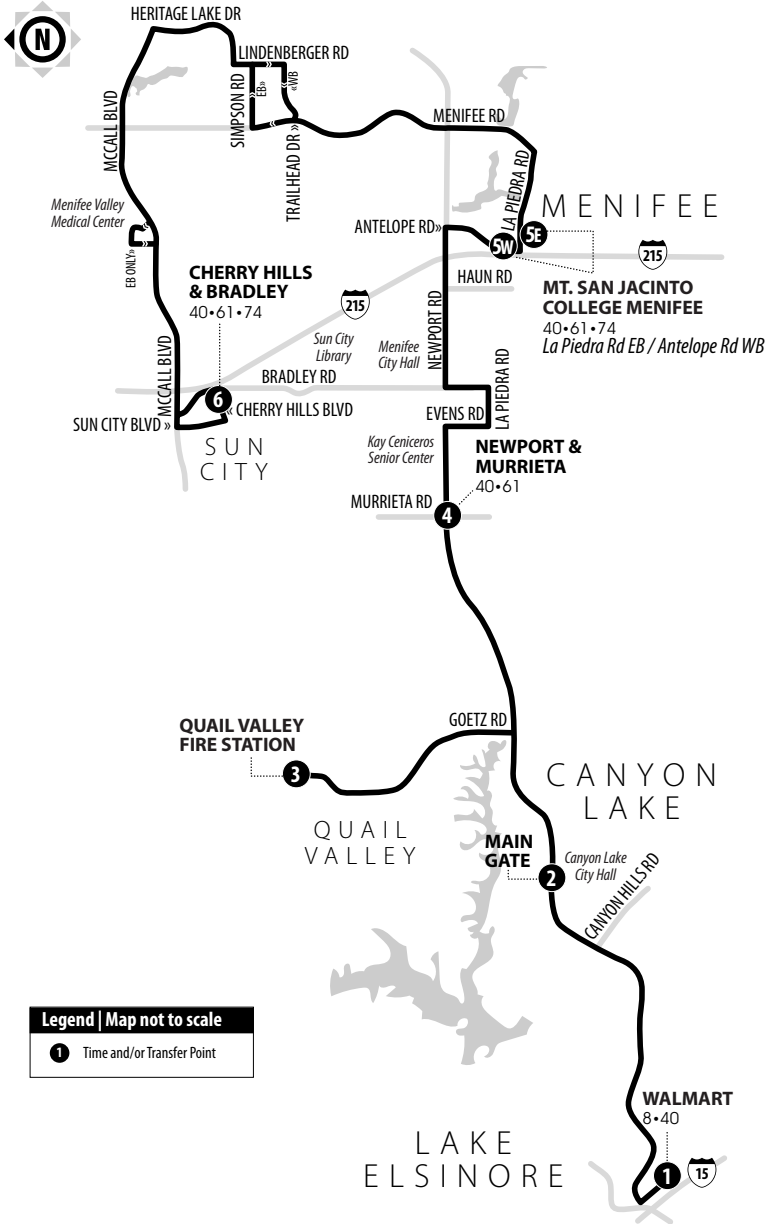 HERITAGE LAKE DR
N
LINDENBERGER RD
SIMPSON RD
EB»
«WB
MCCALL BLVD
TRAILHEAD DR »
MENIFEE RD
LA PIEDRA RD
MENIFEE
Menifee Valley
Medical Center
EB ONLY»
ANTELOPE RD»
5W
5E
215
HAUN RD
CHERRY HILLS
& BRADLEY
40•61•74
215
MT. SAN JACINTO
COLLEGE MENIFEE
40•61•74
La Piedra Rd EB / Antelope Rd WB
Sun City
Library
Menifee
City Hall
NEWPORT RD
MCCALL BLVD
BRADLEY RD
LA PIEDRA RD
6
« CHERRY HILLS BLVD
SUN CITY BLVD »
EVENS RD
SUN
CITY
Kay Ceniceros
Senior Center
NEWPORT &
MURRIETA
40•61
MURRIETA RD
4
GOETZ RD
QUAIL VALLEY
FIRE STATION
3
CANYON
LAKE
QUAIL
VALLEY
MAIN
GATE
2
Canyon Lake
City Hall
CANYON HILLS RD
Legend | Map not to scale
1 Time and/or Transfer Point
WALMART
8•40
LAKE
ELSINORE
1
15